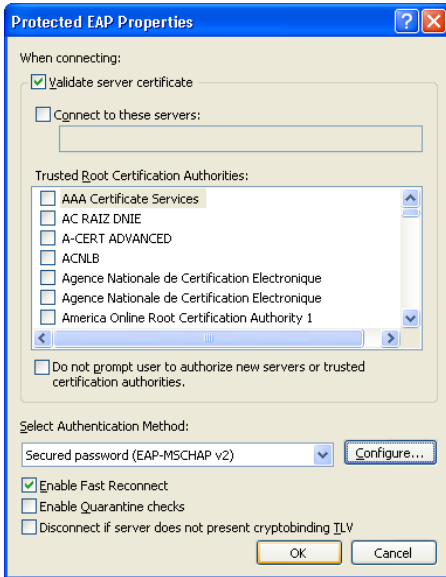 Protected EAP Properties
When connecting:
Validate server certificate
Connect to these servers:
Trusted Root Certification Authorities:
AAA Certificate Services
AC RAIZ DNIE
A-CERT ADVANCED
ACNLB
Agence Nationale de Certification Electronique
Agence Nationale de Certification Electronique
America Online Root Certification Authority 1
Do not prompt user to authorize new servers or trusted
certification authorities.
Select Authentication Method:
Secured password (EAP-MSCHAP v2)
Configure...
Enable Fast Reconnect
Enable Quarantine checks
Disconnect if server does not present cryptobinding TLV
OK
Cancel